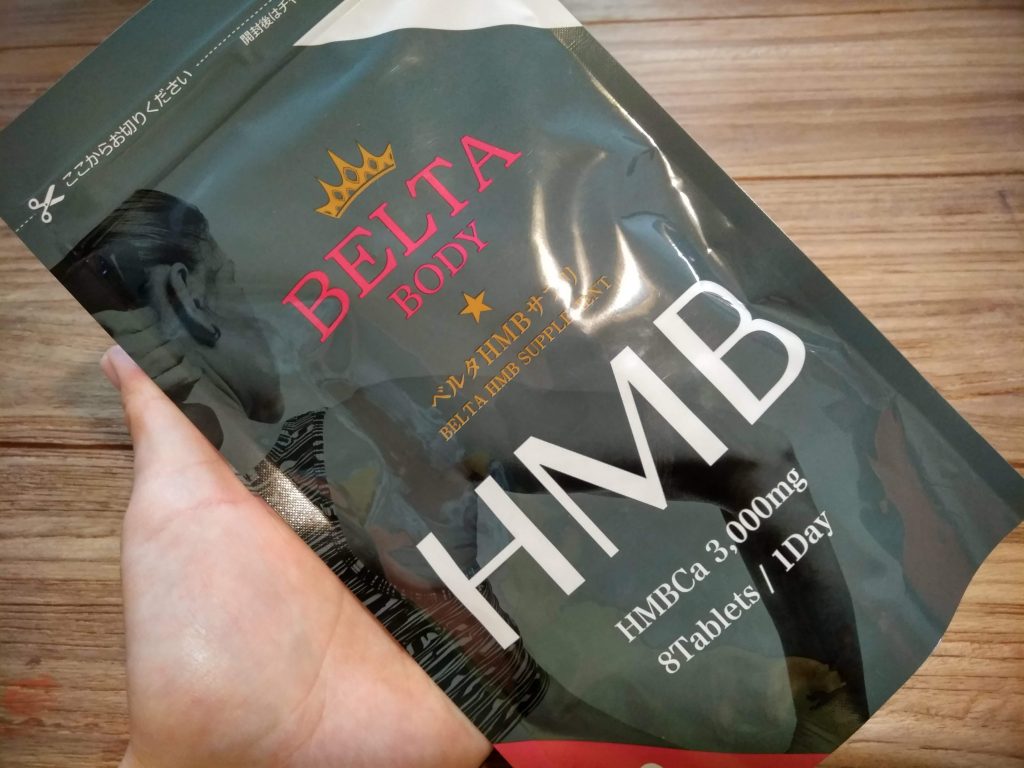 開封後はチャ
ここからお切りください
BELTA
BODY
ベルタHMBサプリ
BELTA HMB SUPPLEMENT
HMB
HMBCa 3,000mg
8Tablets / 1Day